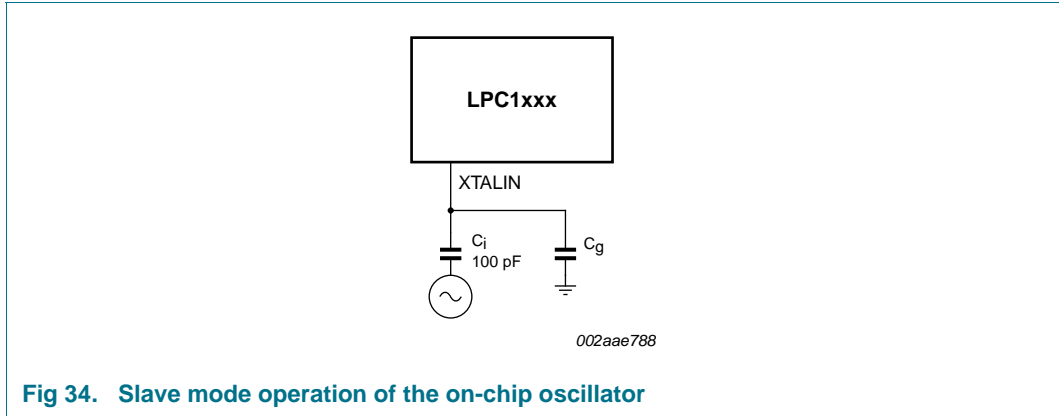 LPC1xxx
XTALIN
Ci
100 pF
Cg
002aae788
Fig 34. Slave mode operation of the on-chip oscillator